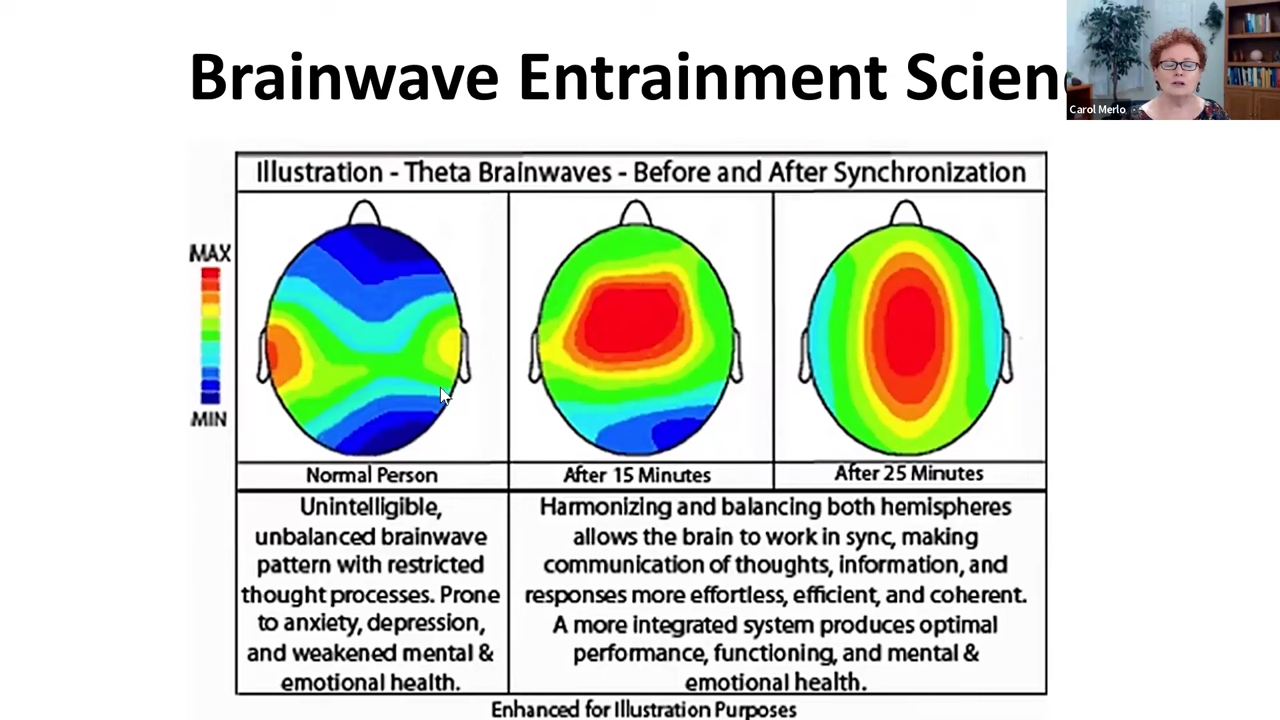 Brainwave Entrainment Scien
Carol Merlo
Illustration - Theta Brainwaves - Before and After Synchronization
MAX
MIN
Normal Person
After 15 Minutes
After 25 Minutes
Unintelligible,
unbalanced brainwave
pattern with restricted
thought processes. Prone
to anxiety, depression,
and weakened mental &
emotional health.
Harmonizing and balancing both hemispheres
allows the brain to work in sync, making
communication of thoughts, information, and
responses more effortless, efficient, and coherent.
A more integrated system produces optimal
performance, functioning, and mental &
emotional health.
Enhanced for Illustration Purposes